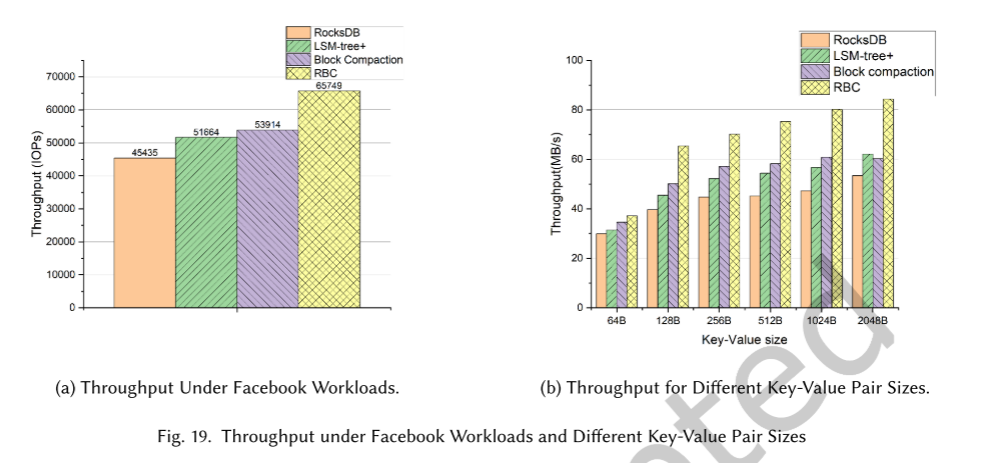 RocksDB
LSM-tree+
Block Compaction
RBC
70000
60000
50000
40000
30000
20000
10000
0
Throughput (IOPs)
45435
51664
53914
65749
RocksDB
LSM-tree+
Block compaction
RBC
100
80
60
40
20
0
Throughput(MB/s)
64B 128B 256B 512B 1024B 2048B
Key-Value size
(a) Throughput Under Facebook Workloads.
(b) Throughput for Different Key-Value Pair Sizes.
Fig. 19. Throughput under Facebook Workloads and Different Key-Value Pair Sizes